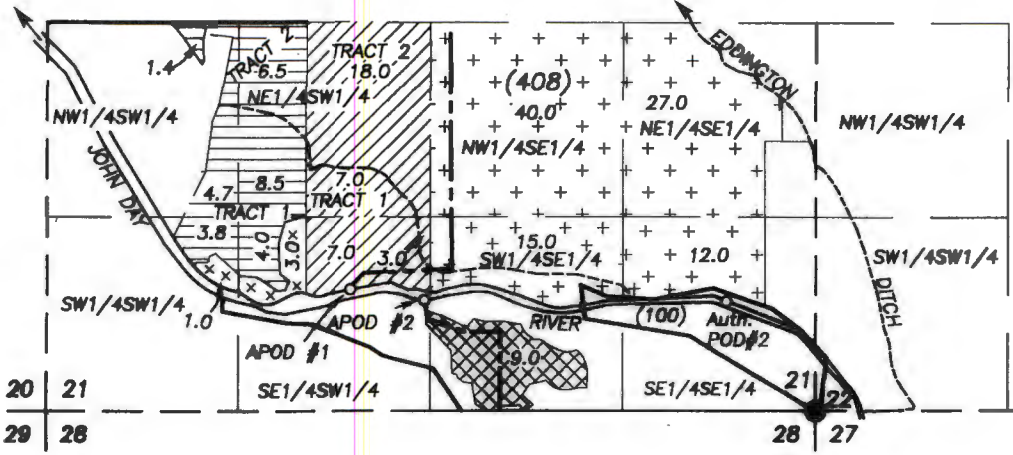 1.4
TRACT 2
6.5
TRACT 2
18.0
NE1/4SW1/4
(408)
40.0
27.0
NE1/4SE1/4
EDDINGTON
NW1/4SW1/4
NW1/4SE1/4
NW1/4SW1/4
JOHN DAY
4.7
8.5
7.0
TRACT 1
TRACT 1
3.8
4.0
3.0
7.0
3.0
15.0
SW1/4SE1/4
12.0
SW1/4SW1/4
SW1/4SW1/4
DITCH
1.0
APOD #2
RIVER
(100)
Auth.
POD#2
APOD #1
9.0
SE1/4SW1/4
SE1/4SE1/4
20 21
21 22
29 28
28 27